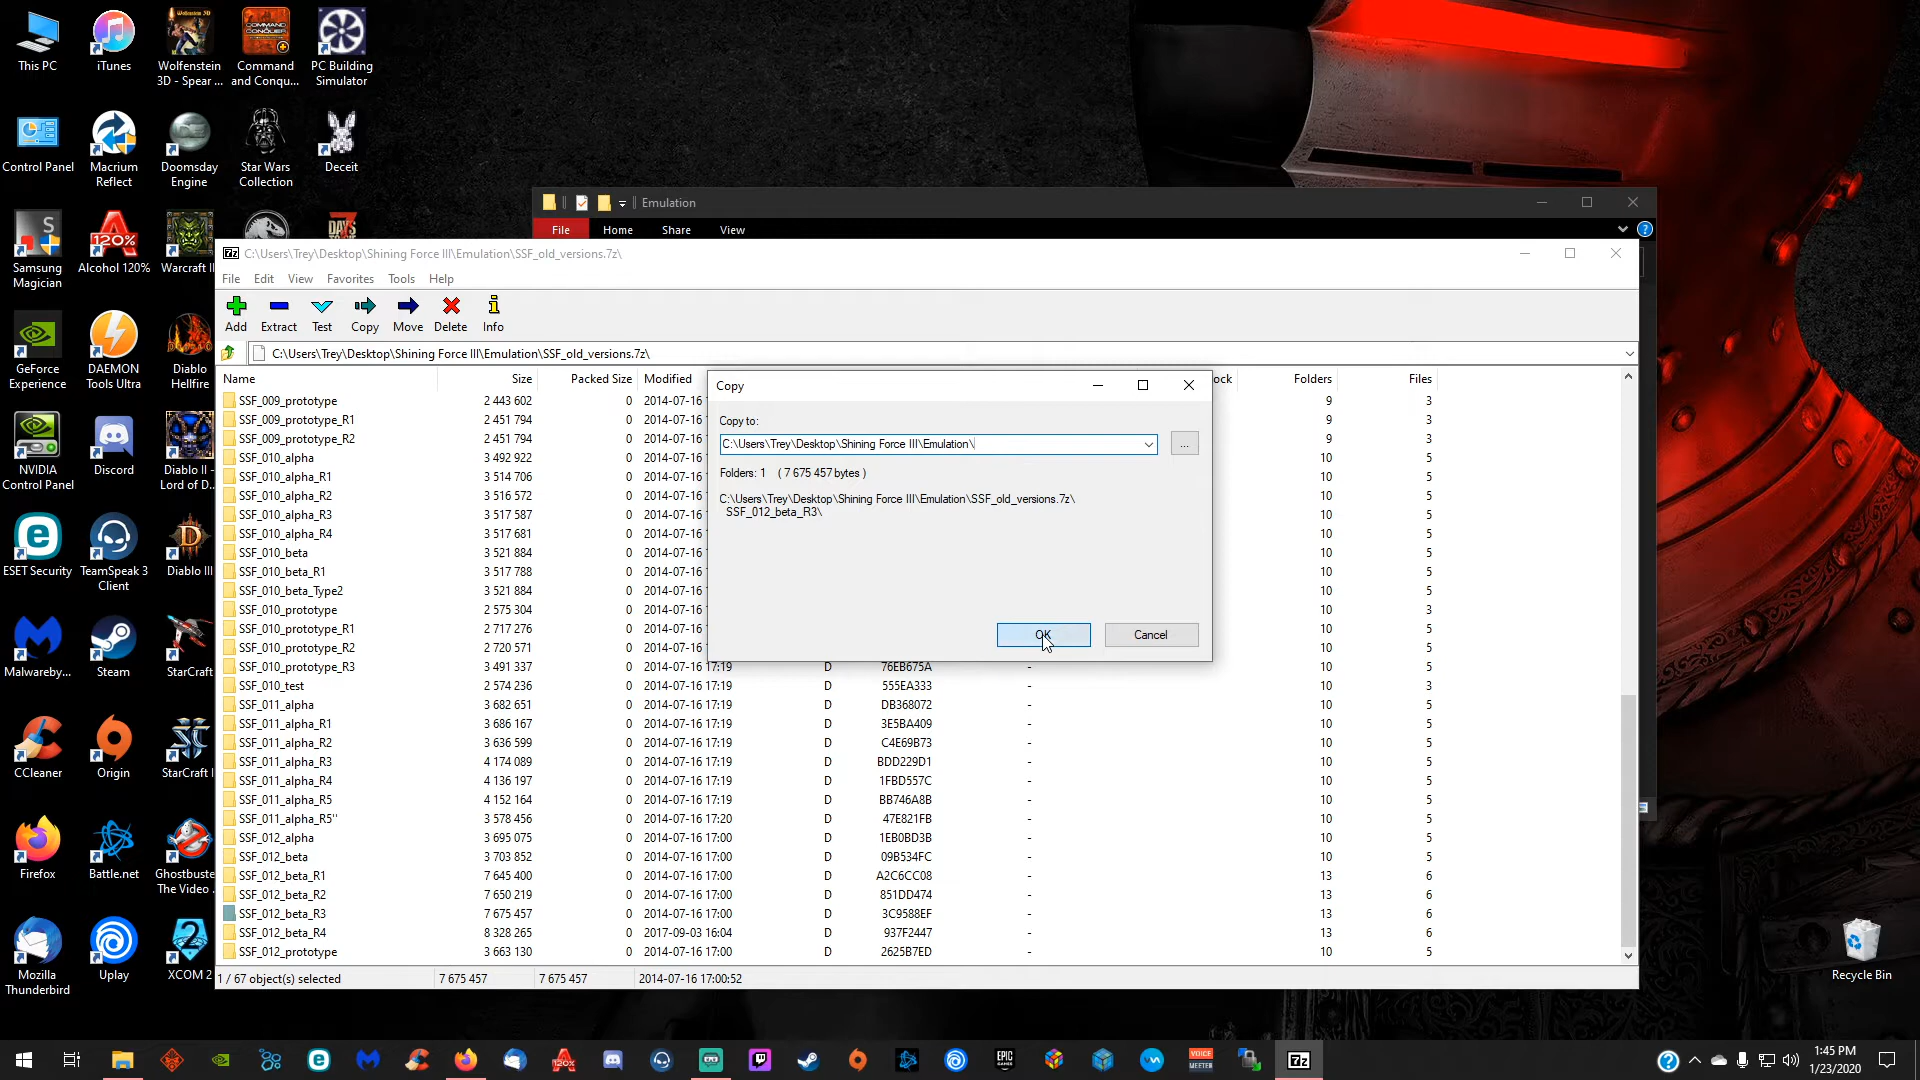 This PC
iTunes
Wolfenstein
3D - Spear ...
Command
and Conqu...
PC Building
Simulator
Control Panel
Macrium
Reflect
Doomsday
Engine
Star Wars
Collection
Deceit
Samsung
Magician
Alcohol 120%
Warcraft II
GeForce
Experience
DAEMON
Tools Ultra
Diablo
Hellfire
NVIDIA
Control Panel
Discord
Diablo II -
Lord of D...
ESET Security
TeamSpeak 3
Client
Diablo III
Malwareby...
Steam
StarCraft
CCleaner
Origin
StarCraft I
Firefox
Battle.net
Ghostbuste
The Video
Mozilla
Thunderbird
Uplay
XCOM 2
Recycle Bin
Emulation
File Home Share View
C:\Users\Trey\Desktop\Shining Force III\Emulation\SSF_old_versions.7z\
File Edit View Favorites Tools Help
Add Extract Test Copy Move Delete Info
C:\Users\Trey\Desktop\Shining Force III\Emulation\SSF_old_versions.7z\
Name Size Packed Size Modified ock Folders Files
SSF_009_prototype 2 443 602 0 2014-07-16 1 9 3
SSF_009_prototype_R1 2 451 794 0 2014-07-16 1 9 3
SSF_009_prototype_R2 2 451 794 0 2014-07-16 1 9 3
SSF_010_alpha 3 492 922 0 2014-07-16 1 10 5
SSF_010_alpha_R1 3 514 706 0 2014-07-16 1 10 5
SSF_010_alpha_R2 3 516 572 0 2014-07-16 1 10 5
SSF_010_alpha_R3 3 517 587 0 2014-07-16 1 10 5
SSF_010_alpha_R4 3 517 681 0 2014-07-16 1 10 5
SSF_010_beta 3 521 884 0 2014-07-16 1 10 5
SSF_010_beta_R1 3 517 788 0 2014-07-16 1 10 5
SSF_010_beta_Type2 3 521 884 0 2014-07-16 1 10 5
SSF_010_prototype 2 575 304 0 2014-07-16 1 10 3
SSF_010_prototype_R1 2 717 276 0 2014-07-16 1 10 5
SSF_010_prototype_R2 2 720 571 0 2014-07-16 1 10 5
SSF_010_prototype_R3 3 491 337 0 2014-07-16 17:19 D 76EB675A - 10 5
SSF_010_test 2 574 236 0 2014-07-16 17:19 D 555EA333 - 10 3
SSF_011_alpha 3 682 651 0 2014-07-16 17:19 D DB368072 - 10 5
SSF_011_alpha_R1 3 686 167 0 2014-07-16 17:19 D 3E5BA409 - 10 5
SSF_011_alpha_R2 3 636 599 0 2014-07-16 17:19 D C4E69B73 - 10 5
SSF_011_alpha_R3 4 174 089 0 2014-07-16 17:19 D BDD229D1 - 10 5
SSF_011_alpha_R4 4 136 197 0 2014-07-16 17:19 D 1FBD557C - 10 5
SSF_011_alpha_R5 4 152 164 0 2014-07-16 17:19 D BB746A8B - 10 5
SSF_011_alpha_R5'' 3 578 456 0 2014-07-16 17:20 D 47E821FB - 10 5
SSF_012_alpha 3 695 075 0 2014-07-16 17:00 D 1EB0BD3B - 10 5
SSF_012_beta 3 703 852 0 2014-07-16 17:00 D 09B534FC - 10 5
SSF_012_beta_R1 7 645 400 0 2014-07-16 17:00 D A2C6CC08 - 13 6
SSF_012_beta_R2 7 650 219 0 2014-07-16 17:00 D 851DD474 - 13 6
SSF_012_beta_R3 7 675 457 0 2014-07-16 17:00 D 3C9588EF - 13 6
SSF_012_beta_R4 8 328 265 0 2017-09-03 16:04 D 937F2447 - 13 6
SSF_012_prototype 3 663 130 0 2014-07-16 17:00 D 2625B7ED - 10 5
1 / 67 object(s) selected 7 675 457 7 675 457 2014-07-16 17:00:52
Copy
Copy to:
C:\Users\Trey\Desktop\Shining Force III\Emulation\
...
Folders: 1 ( 7 675 457 bytes )
C:\Users\Trey\Desktop\Shining Force III\Emulation\SSF_old_versions.7z\
SSF_012_beta_R3\
OK Cancel
1:45 PM
1/23/2020